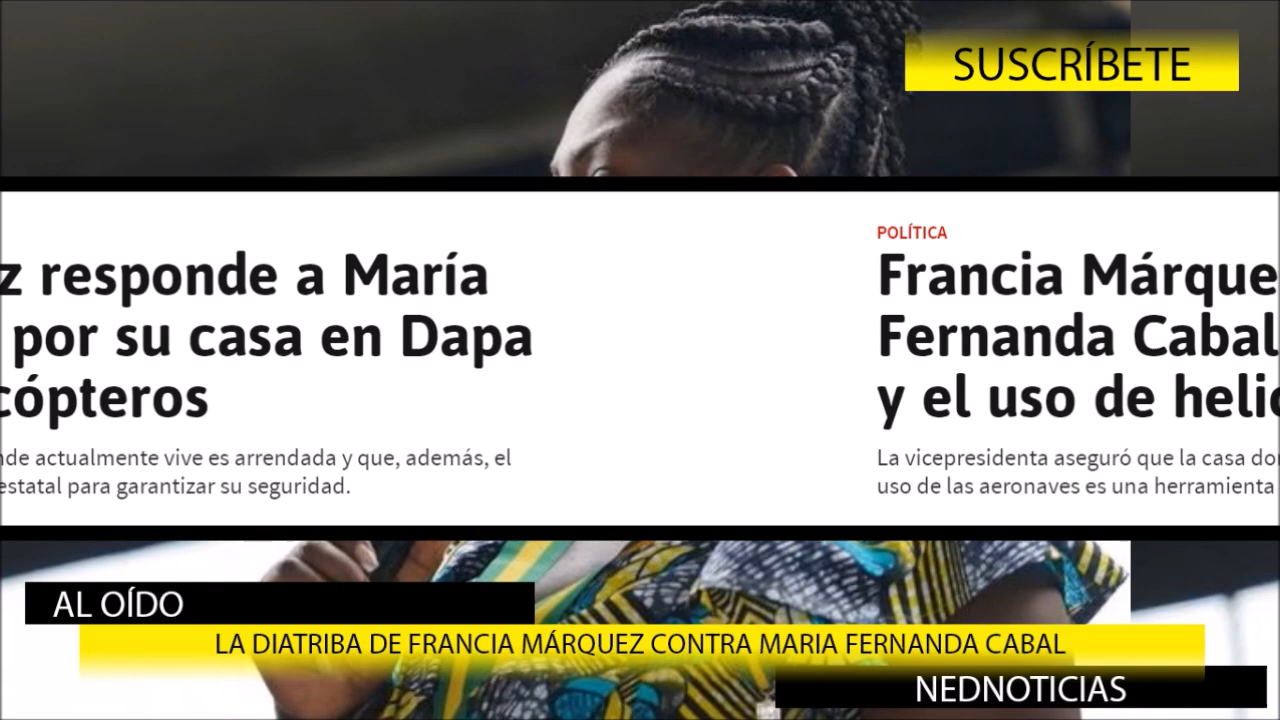 SUSCRÍBETE
z responde a María
por su casa en Dapa
cópteros
nde actualmente vive es arrendada y que, además, el
estatal para garantizar su seguridad.
POLÍTICA
Francia Márque
Fernanda Cabal
y el uso de helic
La vicepresidenta aseguró que la casa do
uso de las aeronaves es una herramienta
AL OÍDO
LA DIATRIBA DE FRANCIA MÁRQUEZ CONTRA MARIA FERNANDA CABAL
NEDNOTICIAS